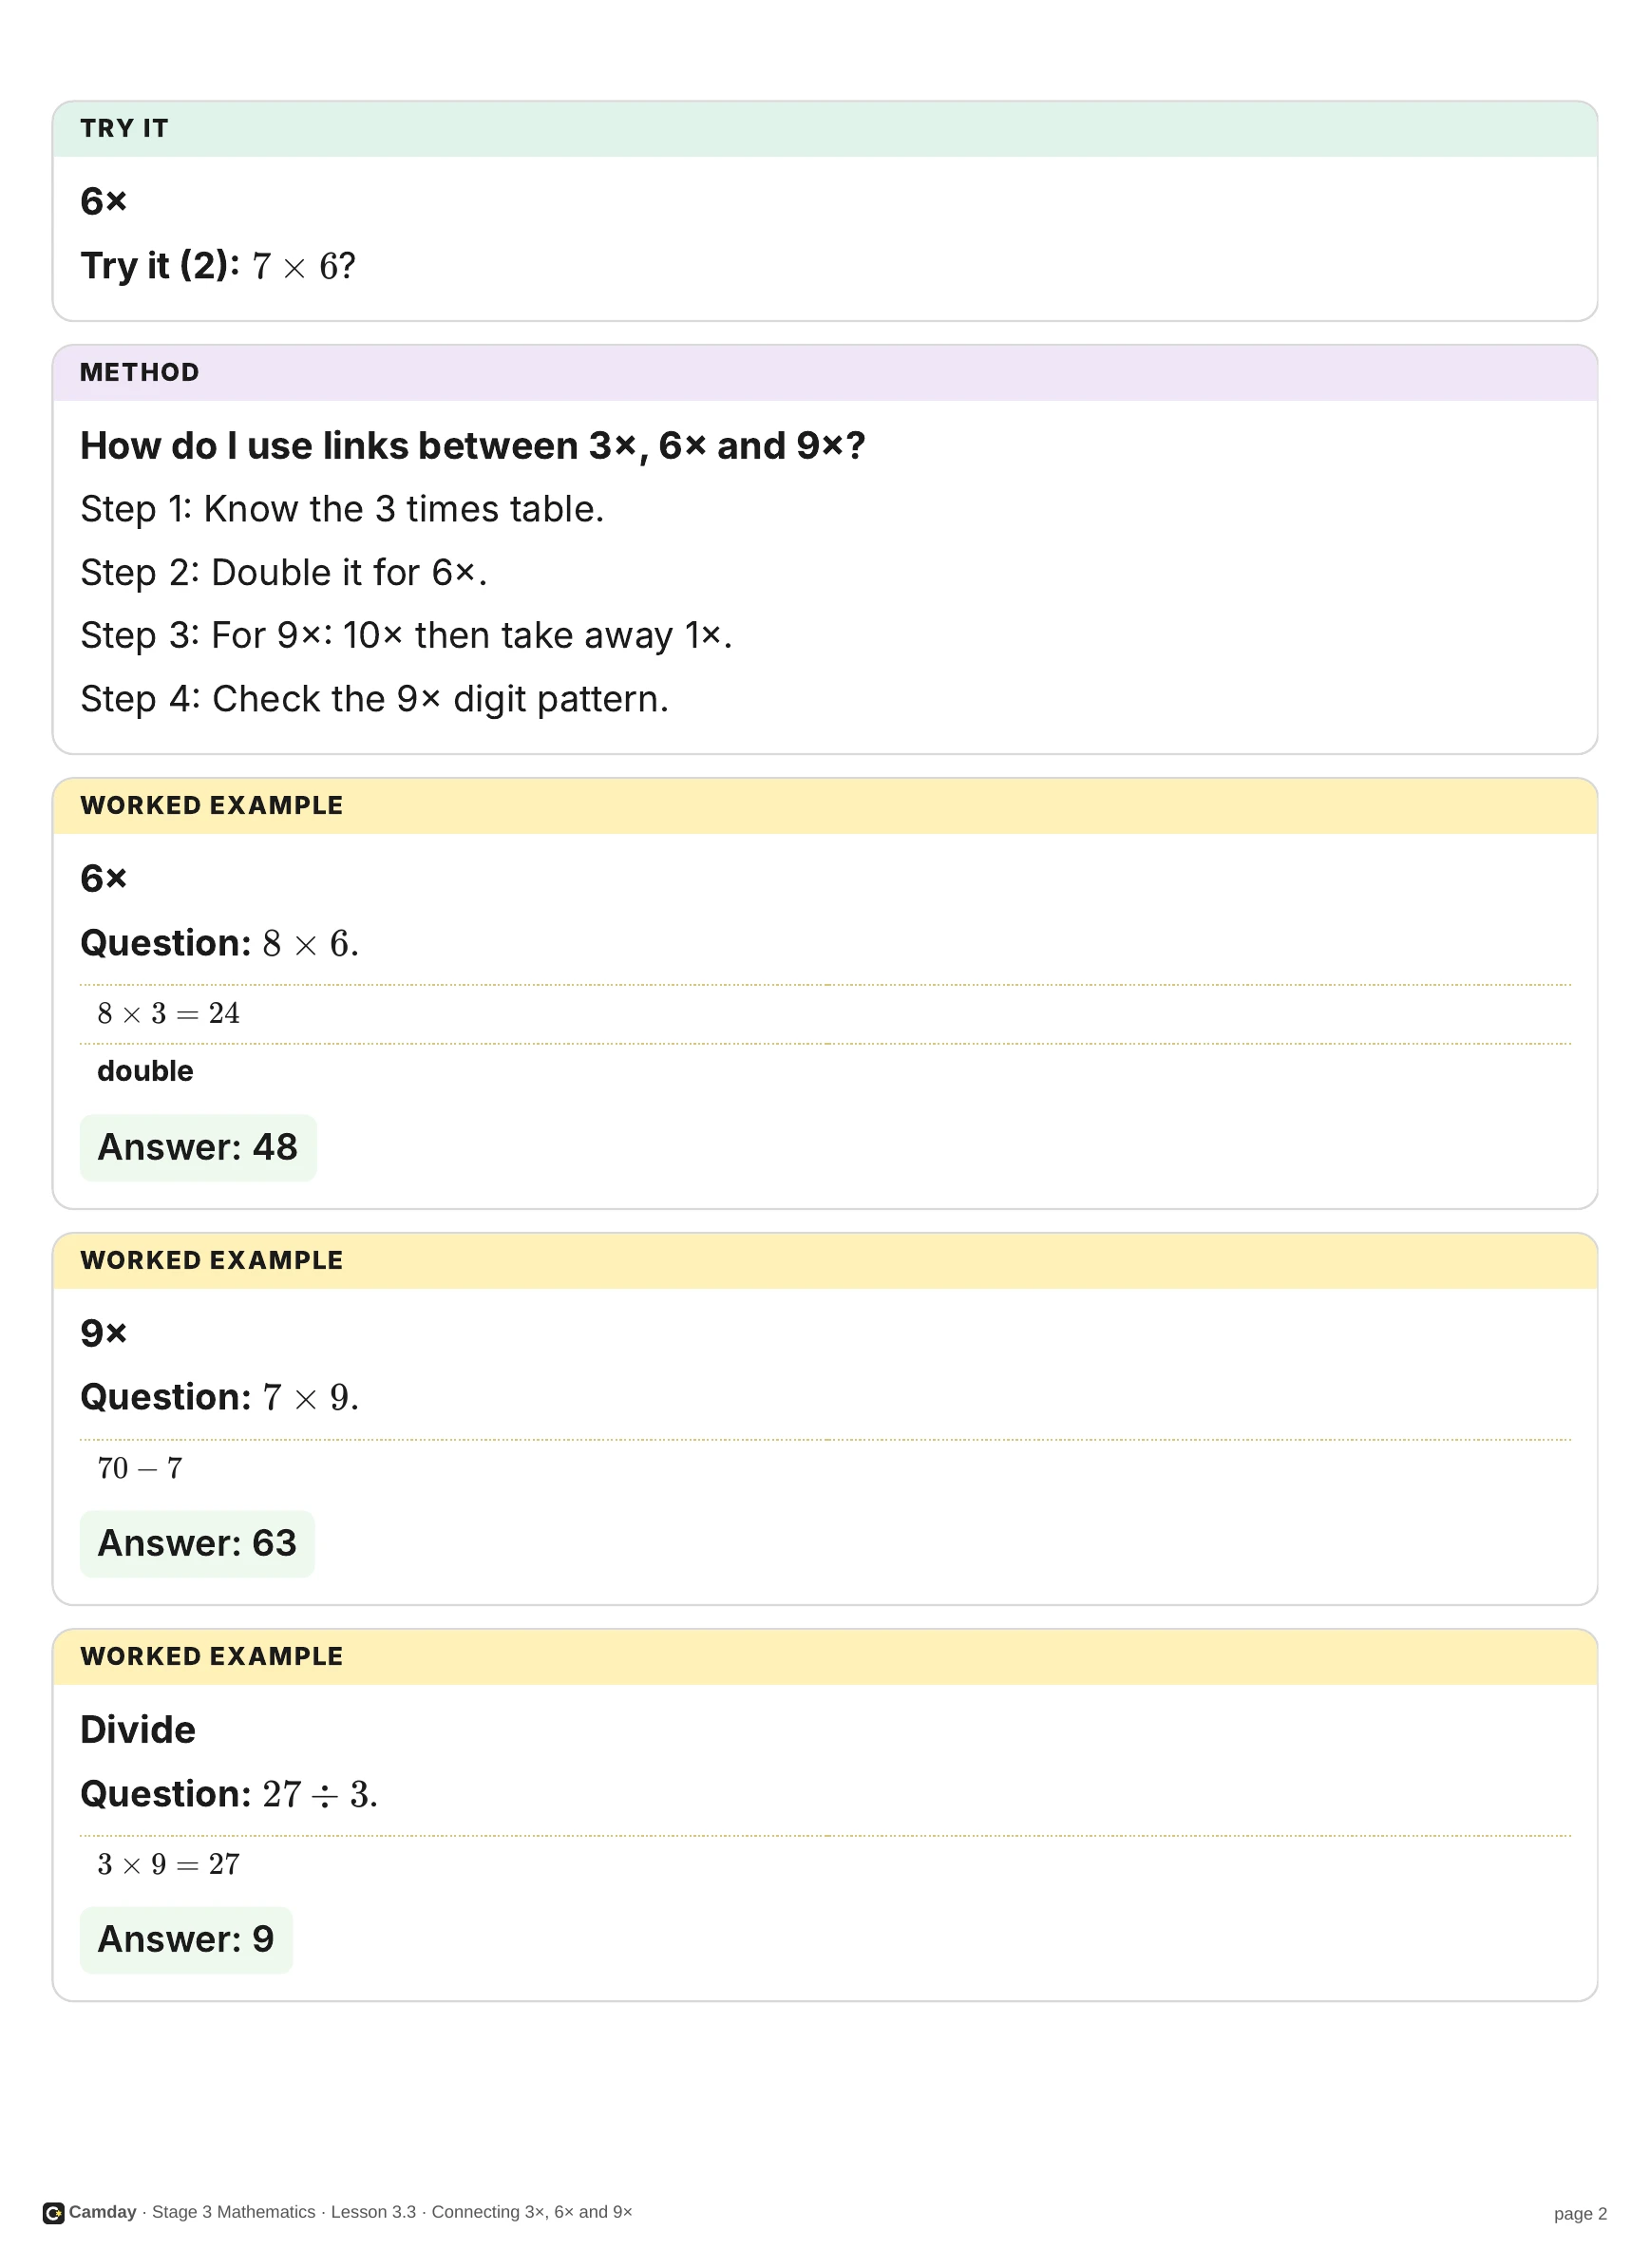 TRY IT
6×
Try it (2): 7 × 6?
METHOD
How do I use links between 3×, 6× and 9×?
Step 1: Know the 3 times table.
Step 2: Double it for 6×.
Step 3: For 9×: 10× then take away 1×.
Step 4: Check the 9× digit pattern.
WORKED EXAMPLE
6×
Question: 8 × 6.
8 × 3 = 24
double
Answer: 48
WORKED EXAMPLE
9×
Question: 7 × 9.
70 − 7
Answer: 63
WORKED EXAMPLE
Divide
Question: 27 ÷ 3.
3 × 9 = 27
Answer: 9
Camday · Stage 3 Mathematics · Lesson 3.3 · Connecting 3×, 6× and 9× page 2